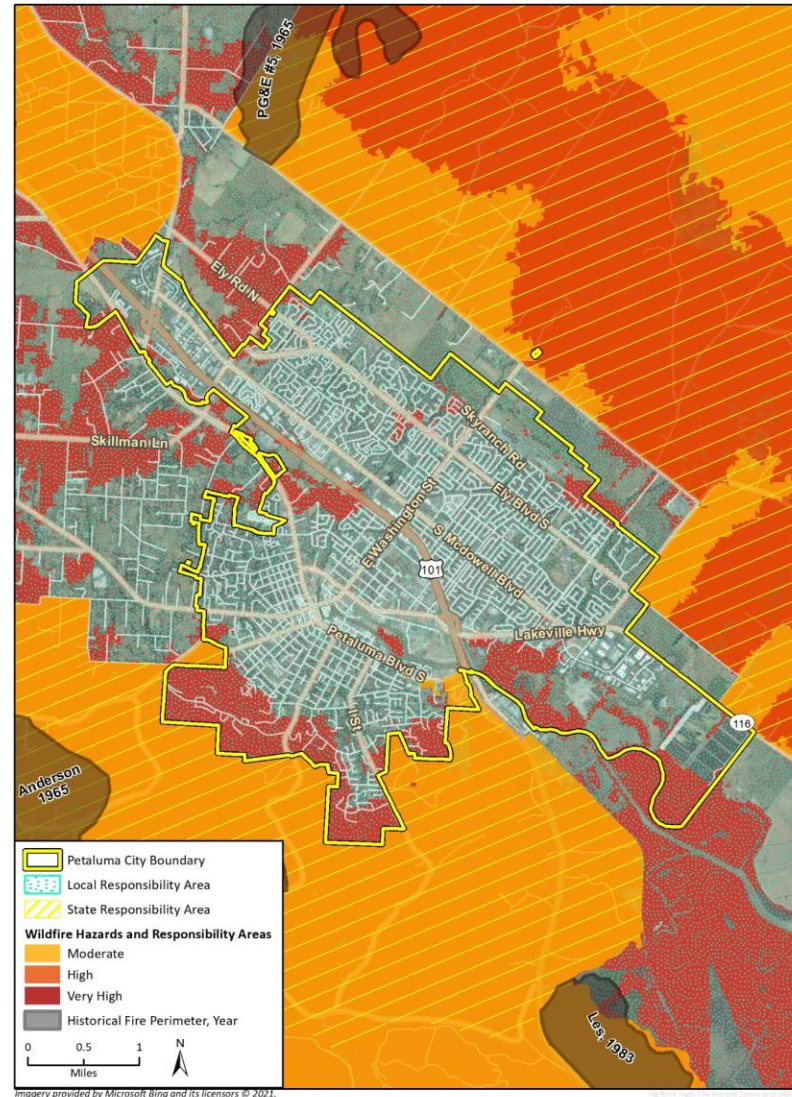 PG&E #5, 1965
Ely Rd N
Skillman Ln
Skyranch Rd
Ely Blvd S
E Washington St
S Mcdowell Blvd
101
Lakeville Hwy
Petaluma Blvd S
I St
116
Anderson
1965
Les, 1983
Petaluma City Boundary
Local Responsibility Area
State Responsibility Area
Wildfire Hazards and Responsibility Areas
Moderate
High
Very High
Historical Fire Perimeter, Year
0 0.5 1
Miles
N
Imagery provided by Microsoft Bing and its licensors © 2021.